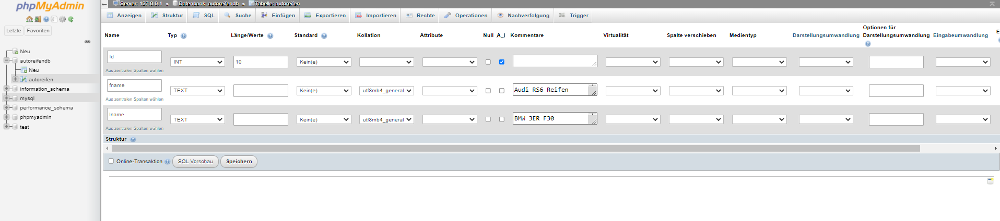 phpMyAdmin
Letzte Favoriten
Neu
autoreifendb
Neu
autoreifen
information_schema
mysql
performance_schema
phpmyadmin
test
Server: 127.0.0.1 » Datenbank: autoreifendb » Tabelle: autoreifen
Anzeigen Struktur SQL Suche Einfügen Exportieren Importieren Rechte Operationen Nachverfolgung Trigger
Name Typ Länge/Werte Standard Kollation Attribute Null A_I Kommentare Virtualität Spalte verschieben Medientyp Darstellungsumwandlung Optionen für Darstellungsumwandlung Eingabeumwandlung E
INT 10 Kein(e)
Aus zentralen Spalten wählen
fname TEXT Kein(e) utf8mb4_general Audi RS6 Reifen
Aus zentralen Spalten wählen
lname TEXT Kein(e) utf8mb4_general BMW 3ER F30
Aus zentralen Spalten wählen
Struktur
Online-Transaktion SQL Vorschau Speichern